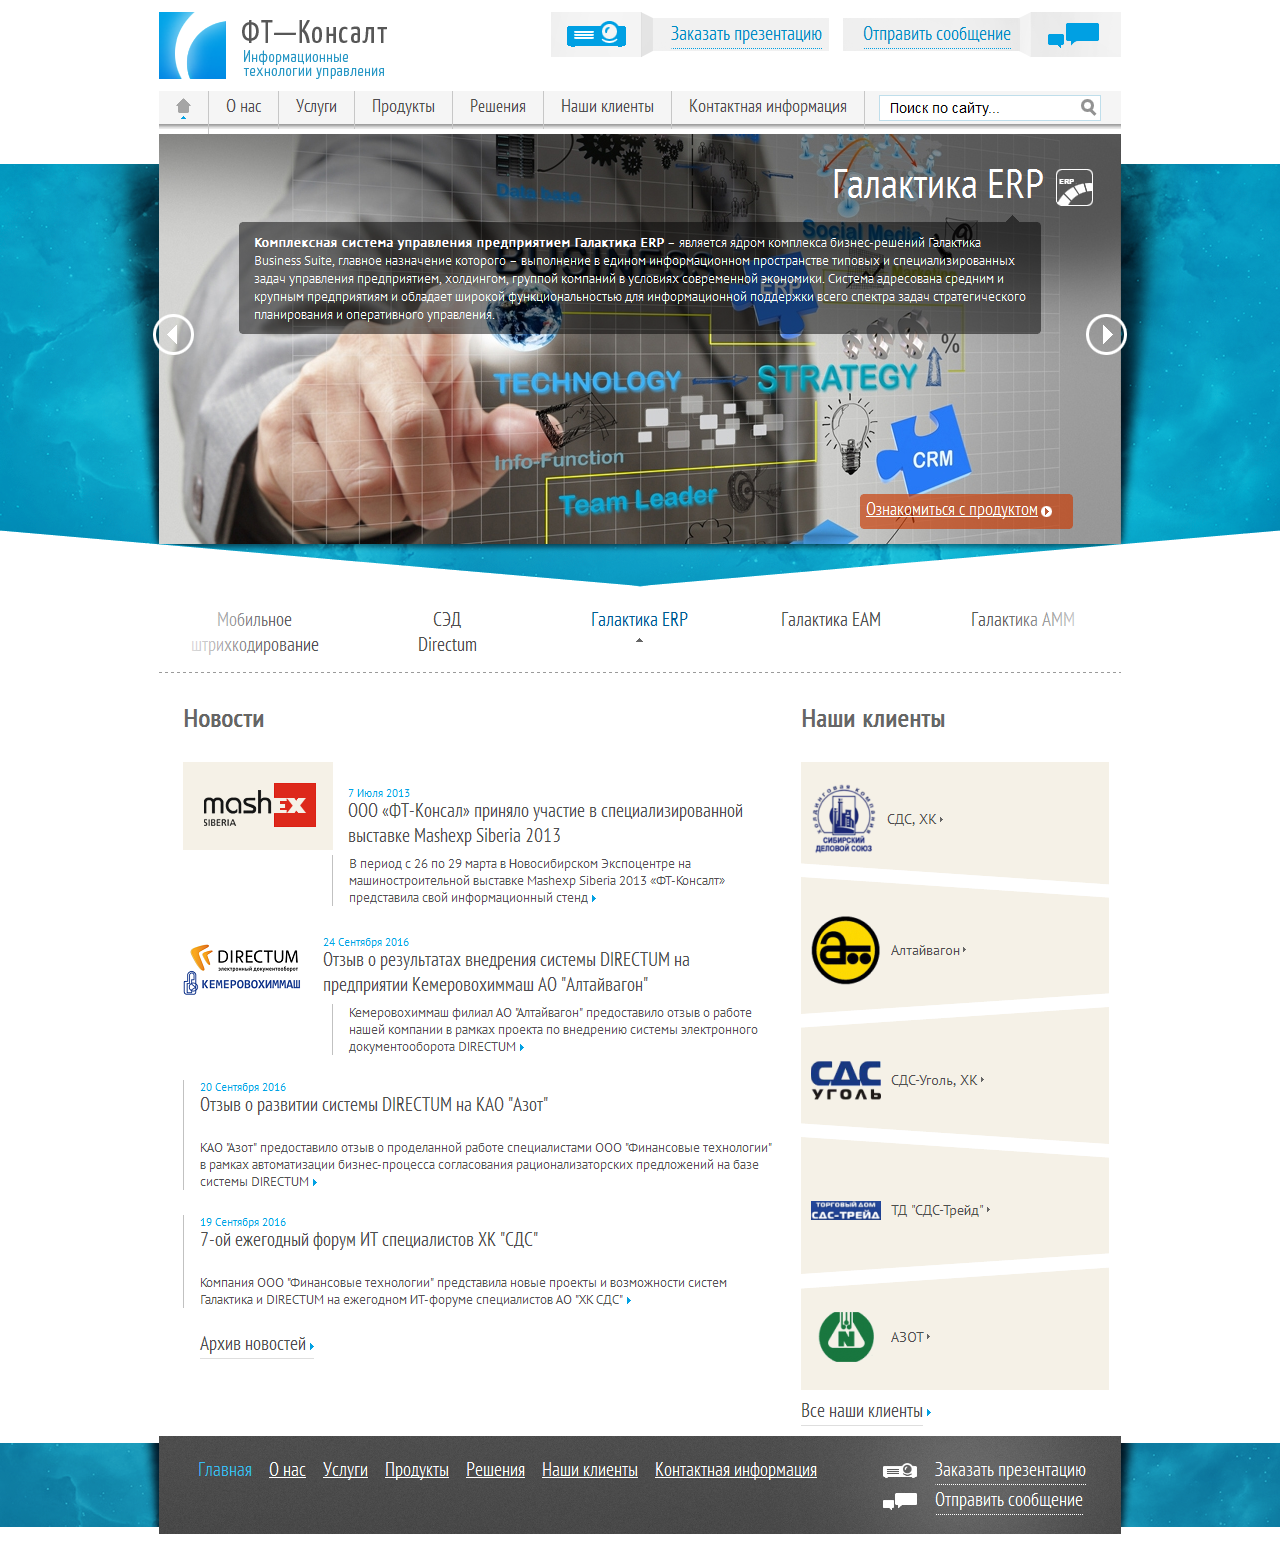 ФТ—Консалт
Информационные
технологии управления
Заказать презентацию
Отправить сообщение
О нас
Услуги
Продукты
Решения
Наши клиенты
Контактная информация
Поиск по сайту...
Data base
Галактика ERP
ERP
Social Media
Комплексная система управления предприятием Галактика ERP – является ядром комплекса бизнес-решений Галактика
Business Suite, главное назначение которого – выполнение в едином информационном пространстве типовых и специализированных
задач управления предприятием, холдингом, группой компаний в условиях современной экономики. Система адресована средним и
крупным предприятиям и обладает широкой функциональностью для информационной поддержки всего спектра задач стратегического
планирования и оперативного управления.
BUSINESS
ERP
%
TECHNOLOGY
STRATEGY
Info-Function
CRM
Team Leader
Ознакомиться с продуктом
Мобильное
штрихкодирование
СЭД
Directum
Галактика ERP
Галактика EAM
Галактика АММ
Новости
mashex
SIBERIA
7 Июля 2013
ООО «ФТ-Консал» приняло участие в специализированной
выставке Mashexp Siberia 2013
В период с 26 по 29 марта в Новосибирском Экспоцентре на
машиностроительной выставке Mashexp Siberia 2013 «ФТ-Консалт»
представила свой информационный стенд
DIRECTUM
электронный документооборот
КЕМЕРОВОХИММАШ
24 Сентября 2016
Отзыв о результатах внедрения системы DIRECTUM на
предприятии Кемеровохиммаш АО "Алтайвагон"
Кемеровохиммаш филиал АО "Алтайвагон" предоставило отзыв о работе
нашей компании в рамках проекта по внедрению системы электронного
документооборота DIRECTUM
20 Сентября 2016
Отзыв о развитии системы DIRECTUM на КАО "Азот"
КАО "Азот" предоставило отзыв о проделанной работе специалистами ООО "Финансовые технологии"
в рамках автоматизации бизнес-процесса согласования рационализаторских предложений на базе
системы DIRECTUM
19 Сентября 2016
7-ой ежегодный форум ИТ специалистов ХК "СДС"
Компания ООО "Финансовые технологии" представила новые проекты и возможности систем
Галактика и DIRECTUM на ежегодном ИТ-форуме специалистов АО "ХК СДС"
Архив новостей
Наши клиенты
холдинговая компания
СИБИРСКИЙ
ДЕЛОВОЙ СОЮЗ
СДС, ХК
Алтайвагон
СДС
УГОЛЬ
СДС-Уголь, ХК
ТОРГОВЫЙ ДОМ
СДС-ТРЕЙД
ТД "СДС-Трейд"
N
АЗОТ
Все наши клиенты
Главная
О нас
Услуги
Продукты
Решения
Наши клиенты
Контактная информация
Заказать презентацию
Отправить сообщение